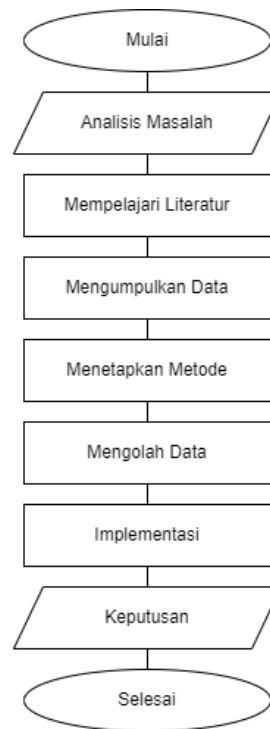 Mulai
Analisis Masalah
Mempelajari Literatur
Mengumpulkan Data
Menetapkan Metode
Mengolah Data
Implementasi
Keputusan
Selesai